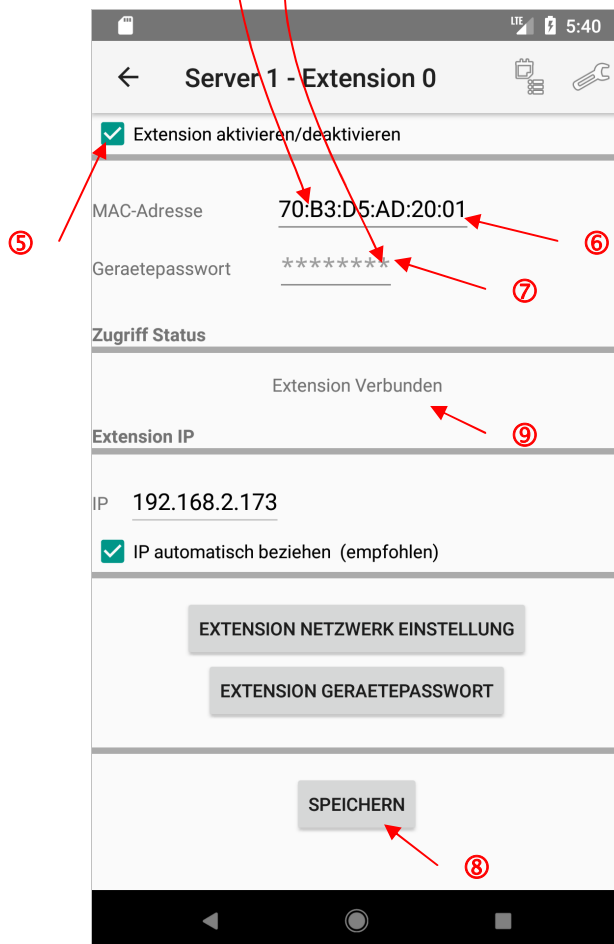 LTE 5:40
Server 1 - Extension 0
Extension aktivieren/deaktivieren
⑤
MAC-Adresse 70:B3:D5:AD:20:01
⑥
Geraetepasswort ********
⑦
Zugriff Status
Extension Verbunden
⑨
Extension IP
IP 192.168.2.173
IP automatisch beziehen (empfohlen)
EXTENSION NETZWERK EINSTELLUNG
EXTENSION GERAETEPASSWORT
SPEICHERN
⑧